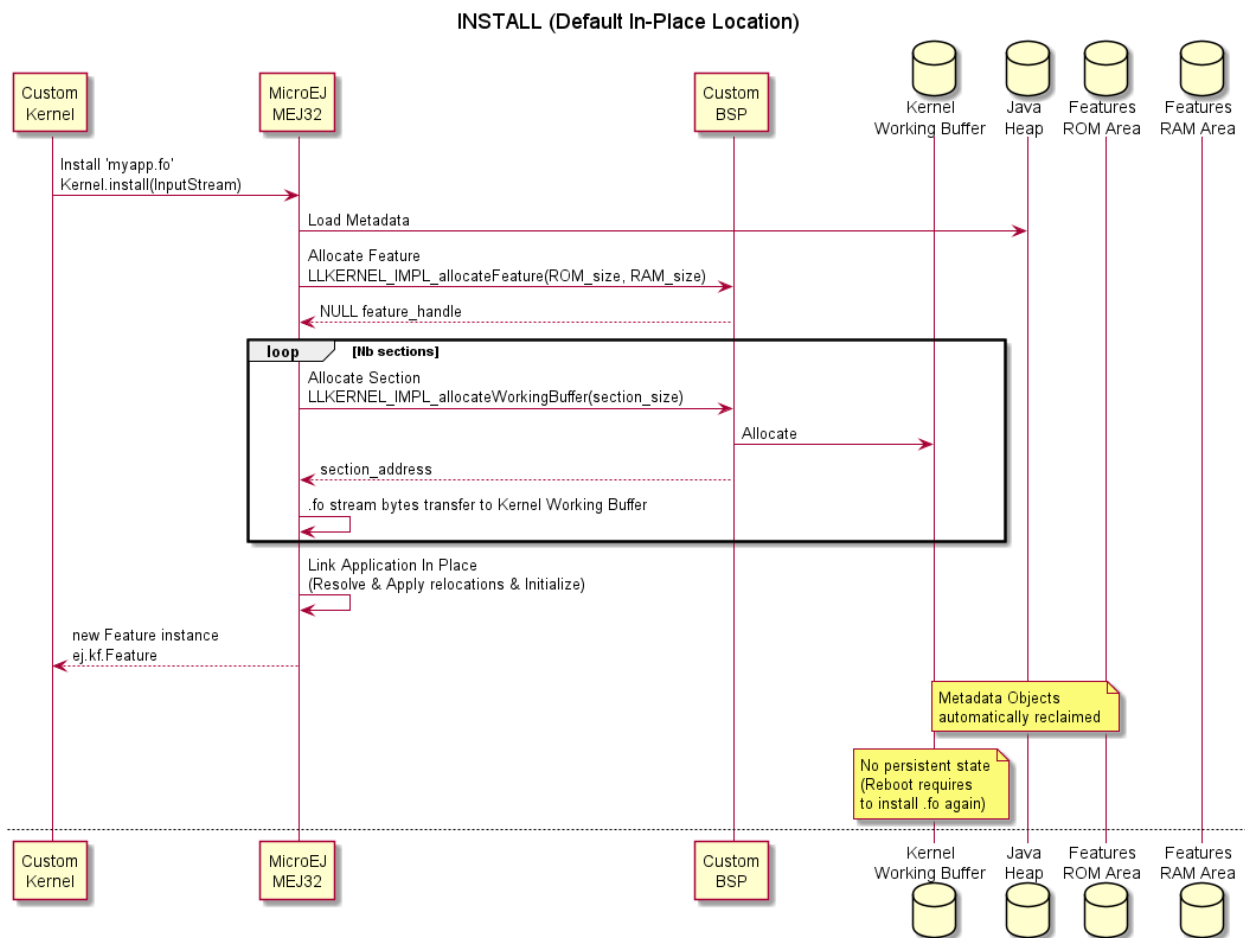 INSTALL (Default In-Place Location)
Custom
Kernel
MicroEJ
MEJ32
Custom
BSP
Kernel
Working Buffer
Java
Heap
Features
ROM Area
Features
RAM Area
Install 'myapp.fo'
Kernel.install(InputStream)
Load Metadata
Allocate Feature
LLKERNEL_IMPL_allocateFeature(ROM_size, RAM_size)
NULL feature_handle
loop
[Nb sections]
Allocate Section
LLKERNEL_IMPL_allocateWorkingBuffer(section_size)
Allocate
section_address
.fo stream bytes transfer to Kernel Working Buffer
Link Application In Place
(Resolve & Apply relocations & Initialize)
new Feature instance
ej.kf.Feature
Metadata Objects
automatically reclaimed
No persistent state
(Reboot requires
to install .fo again)
Custom
Kernel
MicroEJ
MEJ32
Custom
BSP
Kernel
Working Buffer
Java
Heap
Features
ROM Area
Features
RAM Area